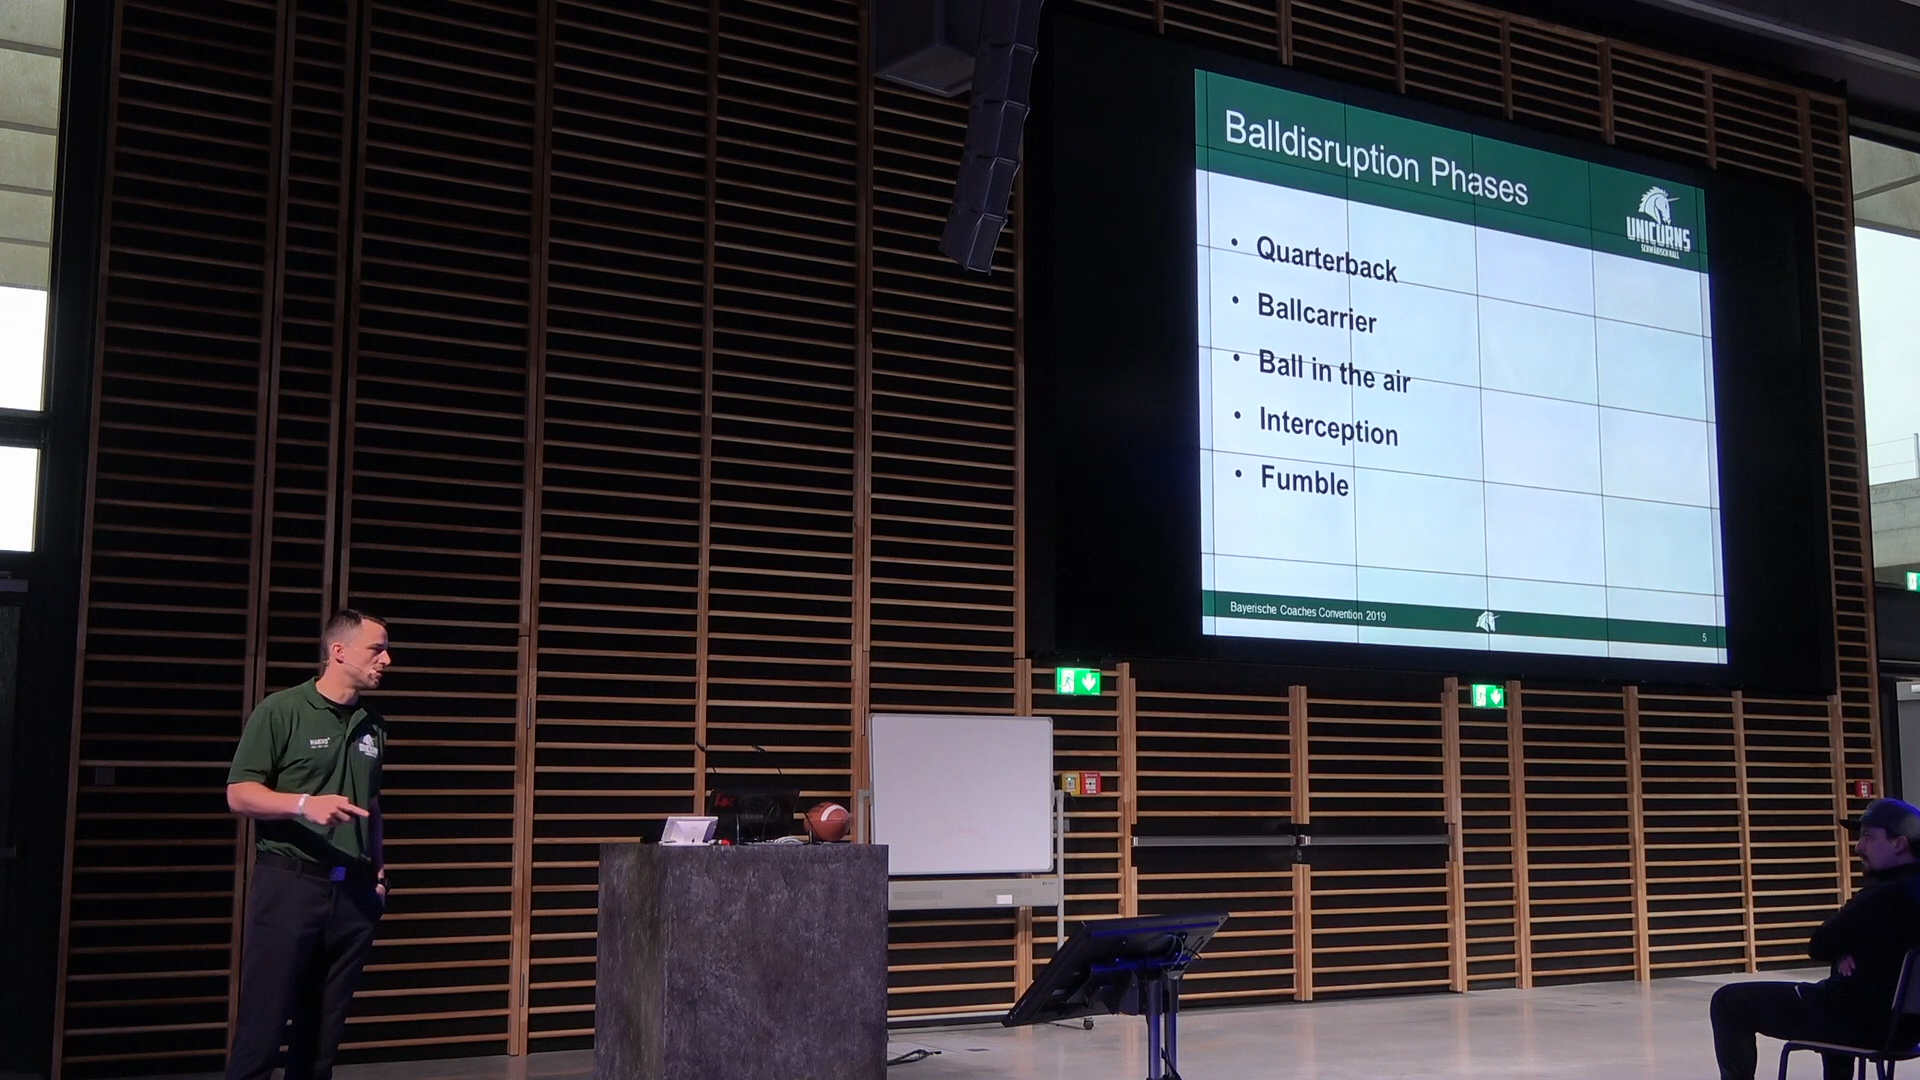 Balldisruption Phases
UNICORNS
SCHWÄBISCH HALL
• Quarterback
• Ballcarrier
• Ball in the air
• Interception
• Fumble
Bayerische Coaches Convention 2019
5